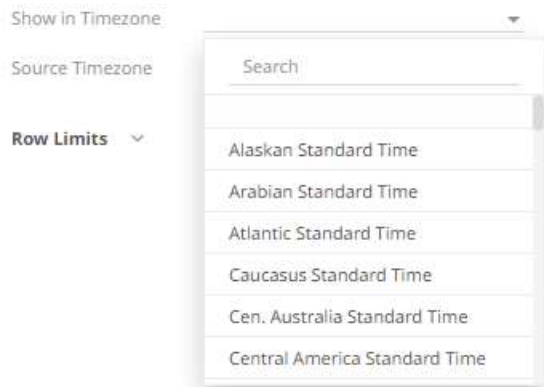 Show in Timezone
Source Timezone
Search
Row Limits
Alaskan Standard Time
Arabian Standard Time
Atlantic Standard Time
Caucasus Standard Time
Cen. Australia Standard Time
Central America Standard Time